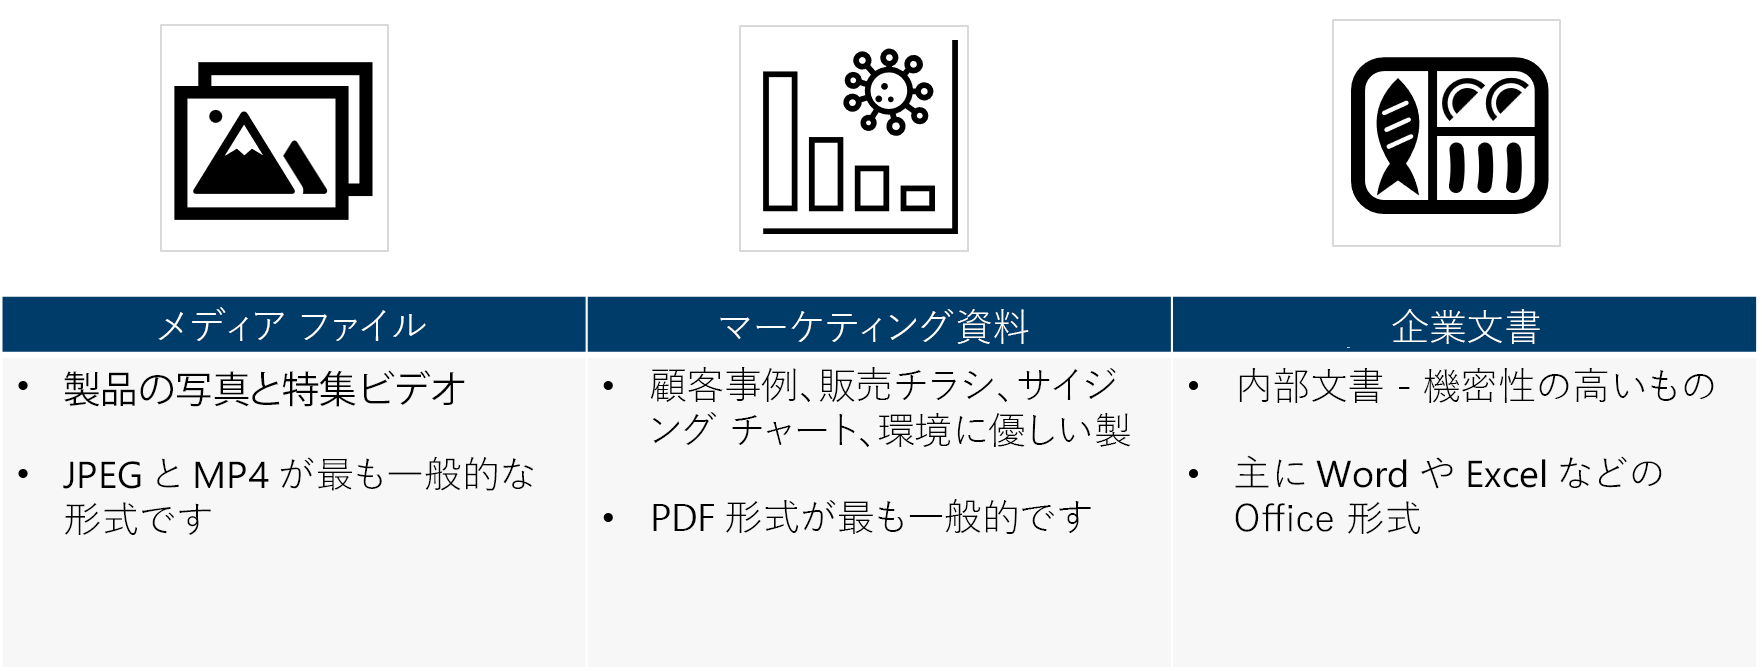 メディア ファイル
マーケティング資料
企業文書
• 製品の写真と特集ビデオ
• JPEG と MP4 が最も一般的な
形式です
• 顧客事例、販売チラシ、サイジ
ング チャート、環境に優しい製
• PDF 形式が最も一般的です
• 内部文書 - 機密性の高いもの
• 主に Word や Excel などの
Office 形式